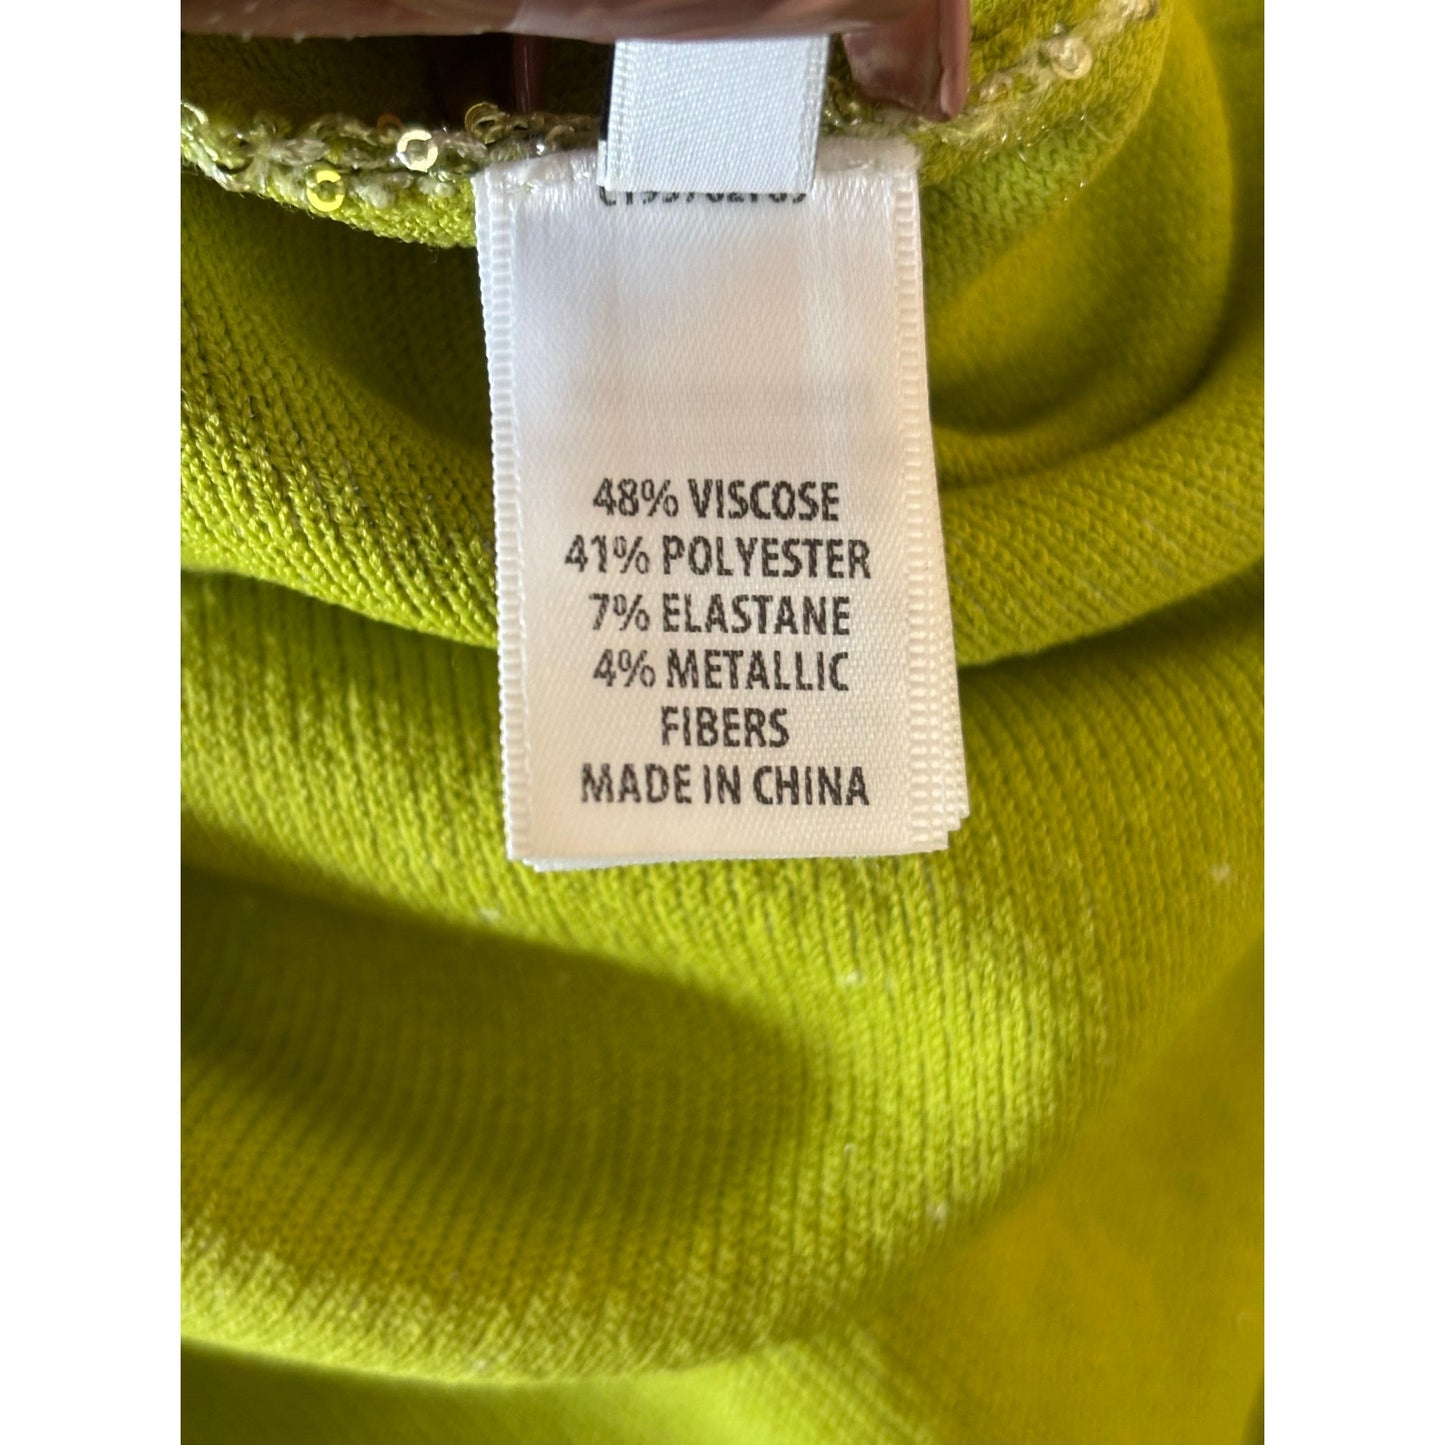 48% VISCOSE
41% POLYESTER
7% ELASTANE
4% METALLIC
FIBERS
MADE IN CHINA